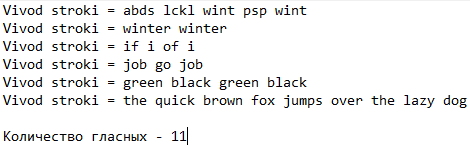 Vivod stroki = abds lckl wint psp wint
Vivod stroki = winter winter
Vivod stroki = if i of i
Vivod stroki = job go job
Vivod stroki = green black green black
Vivod stroki = the quick brown fox jumps over the lazy dog
Количество гласных - 11